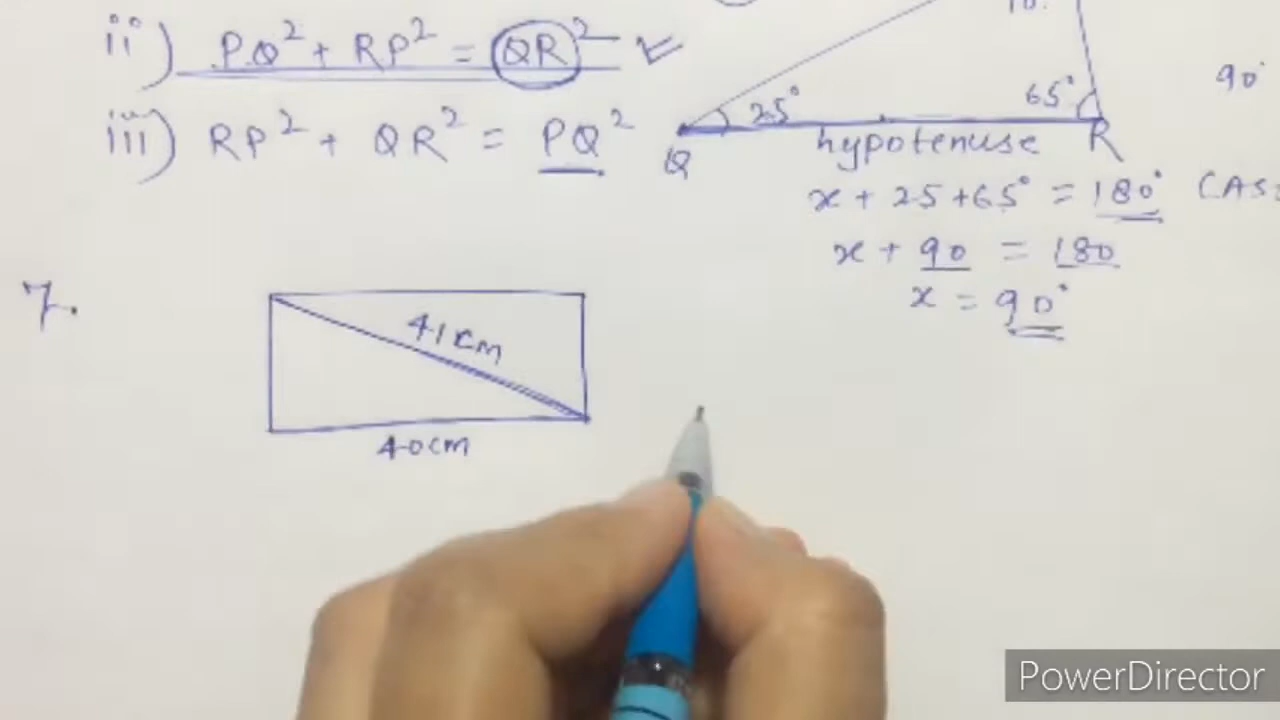 ii) PQ² + RP² = QR²
iii) RP² + QR² = PQ²
25°
65°
90°
Q
hypotenuse
R
x + 25 + 65° = 180°
x + 90 = 180
x = 90°
7.
41cm
40cm
PowerDirector